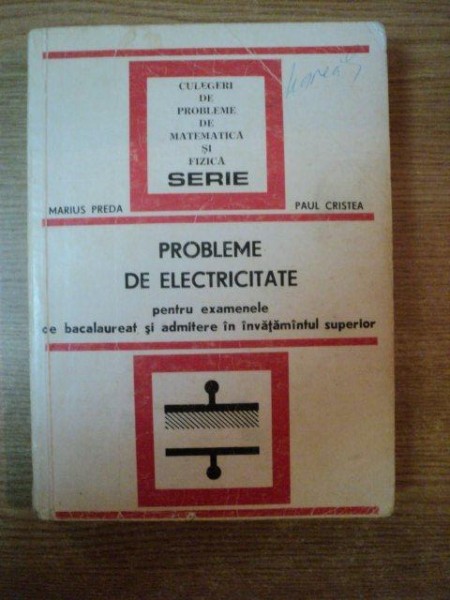 CULEGERI
DE
PROBLEME
DE
MATEMATICĂ
ȘI
FIZICĂ
SERIE
MARIUS PREDA
PAUL CRISTEA
PROBLEME
DE ELECTRICITATE
pentru examenele
de bacalaureat și admitere în învățămîntul superior